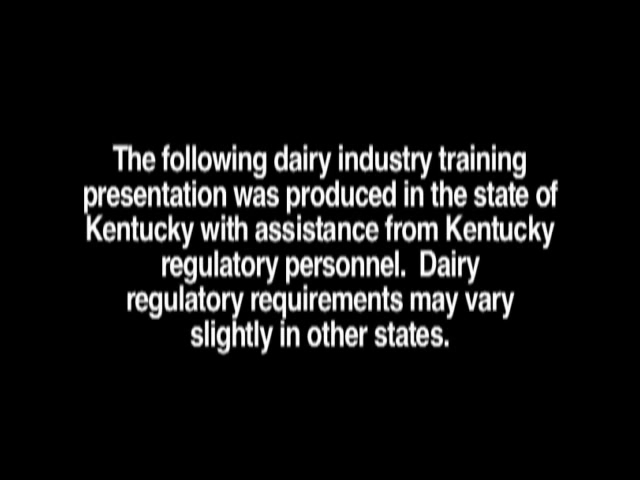 The following dairy industry training
presentation was produced in the state of
Kentucky with assistance from Kentucky
regulatory personnel.  Dairy
regulatory requirements may vary
slightly in other states.